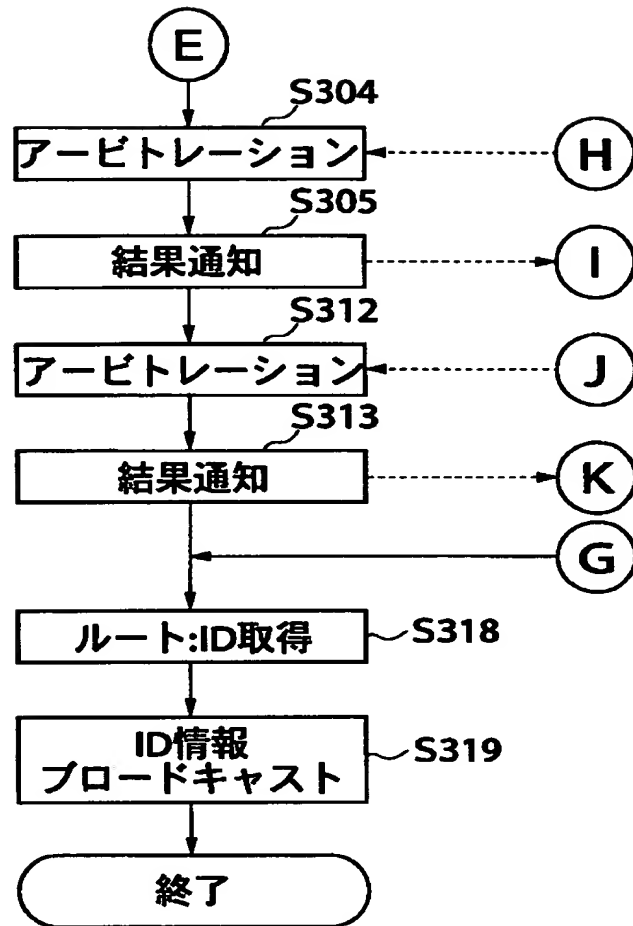 E
S304
アービトレーション
H
S305
結果通知
I
S312
アービトレーション
J
S313
結果通知
K
G
ルート:ID取得
S318
ID情報
ブロードキャスト
S319
終了